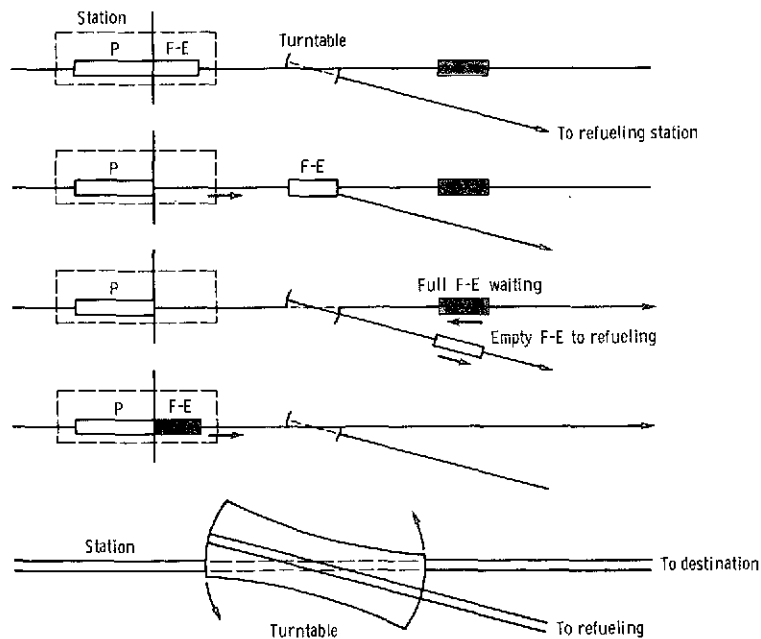 Station
P F-E
Turntable
To refueling station
P
F-E
P
Full F-E waiting
Empty F-E to refueling
P F-E
Station
To destination
To refueling
Turntable